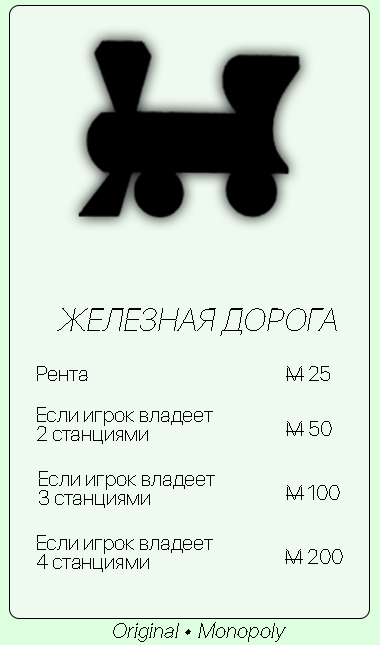 ЖЕЛЕЗНАЯ ДОРОГА
Рента M 25
Если игрок владеет
2 станциями M 50
Если игрок владеет
3 станциями M 100
Если игрок владеет
4 станциями M 200
Original • Monopoly